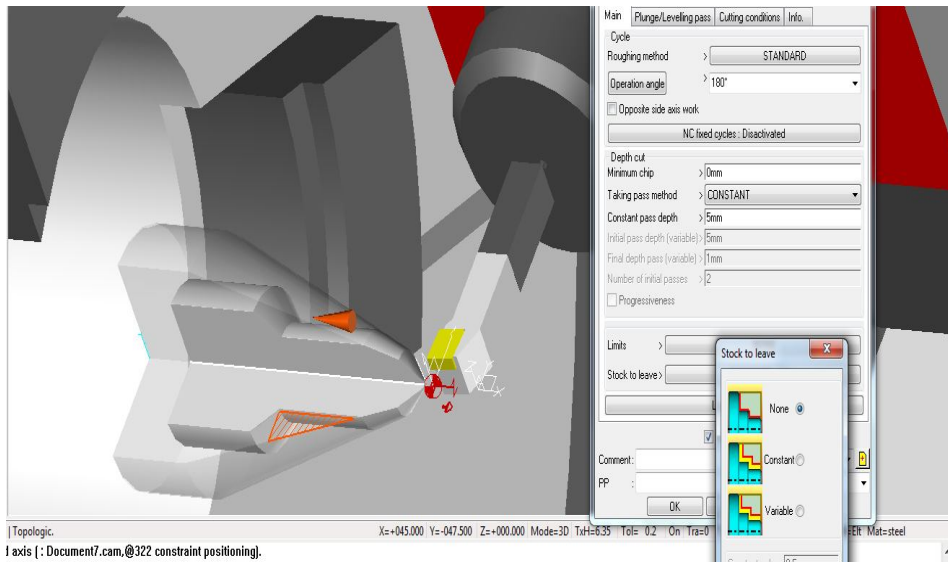 Main Plunge/Levelling pass Cutting conditions Info.
Cycle
Roughing method > STANDARD
Operation angle > 180°
Opposite side axis work
NC fixed cycles : Disactivated
Depth cut
Minimum chip > 0mm
Taking pass method > CONSTANT
Constant pass depth > 5mm
Initial pass depth (variable) > 5mm
Final depth pass (variable) > 1mm
Number of initial passes > 2
Progressiveness
Limits >
Stock to leave >
Comment:
PP :
OK
Stock to leave
None
Constant
Variable
| Topologic. X=+045.000 Y=-047.500 Z=+000.000 Mode=3D TxH=6.35 Tol= 0.2 On Tra=0 =Elt Mat=steel
axis ( : Document7.cam,@322 constraint positioning).